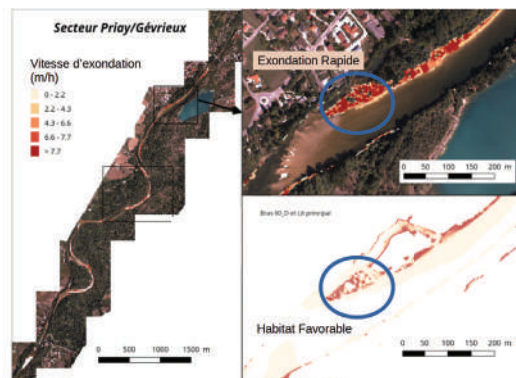 Secteur Priay/Gévrieux
Vitesse d'exondation
(m/h)
0 - 2.2
2.2 - 4.3
4.3 - 6.6
6.6 - 7.7
> 7.7
0 500 1000 1500 m
Exondation Rapide
0 50 100 150 200 m
Habitat Favorable
0 50 100 150 200 m